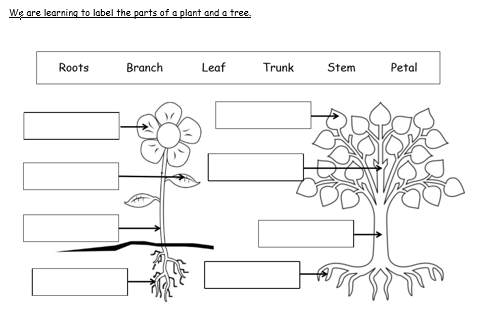 We are learning to label the parts of a plant and a tree.
Roots Branch Leaf Trunk Stem Petal